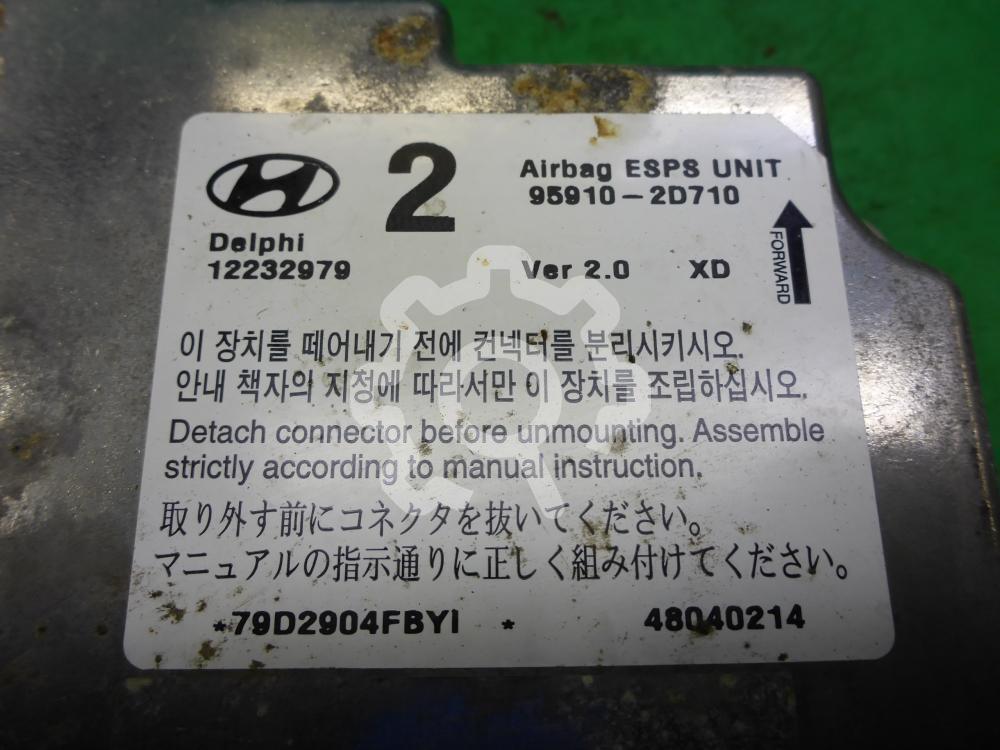 2
Airbag ESPS UNIT
95910-2D710
Delphi
12232979
Ver 2.0 XD
FORWARD
이 장치를 떼어내기 전에 컨넥터를 분리시키시오.
안내 책자의 지정에 따라서만 이 장치를 조립하십시오.
Detach connector before unmounting. Assemble
strictly according to manual instruction.
取り外す前にコネクタを抜いてください。
マニュアルの指示通りに正しく組み付けてください。
*79D2904FBYI * 48040214